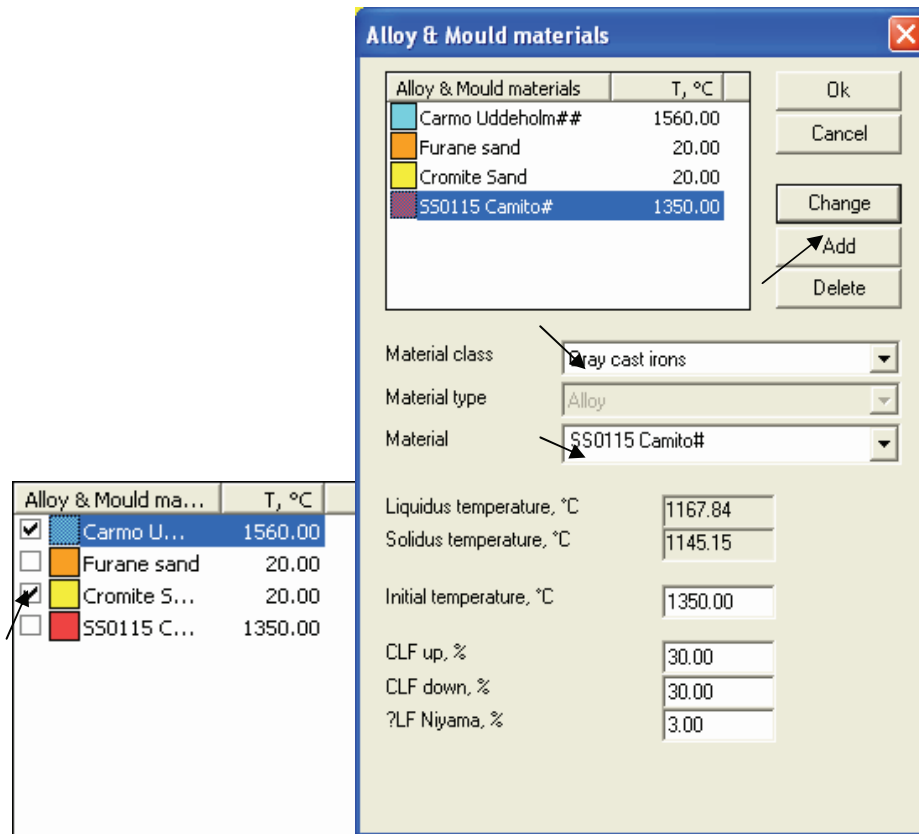 Alloy & Mould materials
Alloy & Mould materials T, °C
Carmo Uddeholm## 1560.00
Furane sand 20.00
Cromite Sand 20.00
SS0115 Camito# 1350.00
Ok
Cancel
Change
Add
Delete
Material class Gray cast irons
Material type Alloy
Material SS0115 Camito#
Liquidus temperature, °C 1167.84
Solidus temperature, °C 1145.15
Initial temperature, °C 1350.00
CLF up, % 30.00
CLF down, % 30.00
?LF Niyama, % 3.00
Alloy & Mould ma... T, °C
Carmo U... 1560.00
Furane sand 20.00
Cromite S... 20.00
SS0115 C... 1350.00